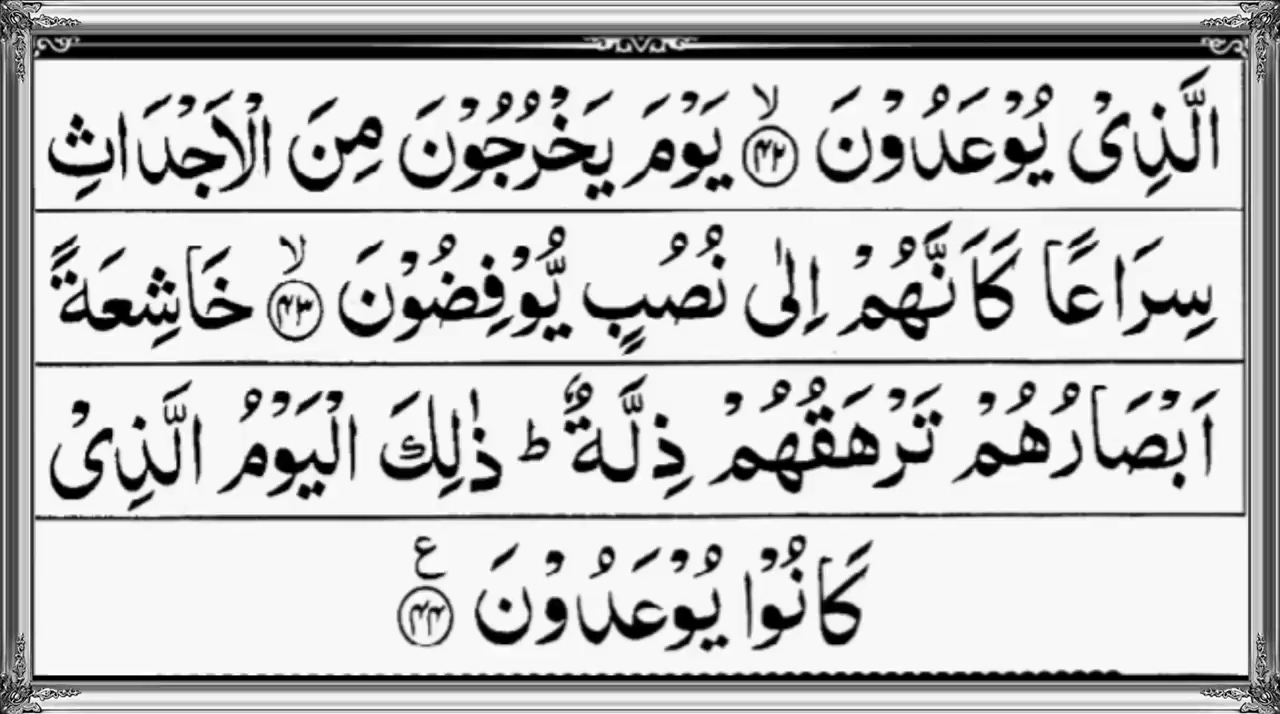 الَّذِیْ یُوْعَدُوْنَ ۙ﴿۴۲﴾ یَوْمَ یَخْرُجُوْنَ مِنَ الْاَجْدَاثِ
سِرَاعًا كَاَنَّهُمْ اِلٰى نُصُبٍ یُّوْفِضُوْنَ ۙ﴿۴۳﴾ خَاشِعَةً
اَبْصَارُهُمْ تَرْهَقُهُمْ ذِلَّةٌ ؕ ذٰلِكَ الْیَوْمُ الَّذِیْ
كَانُوْا یُوْعَدُوْنَ ﴿۴۴﴾ ع